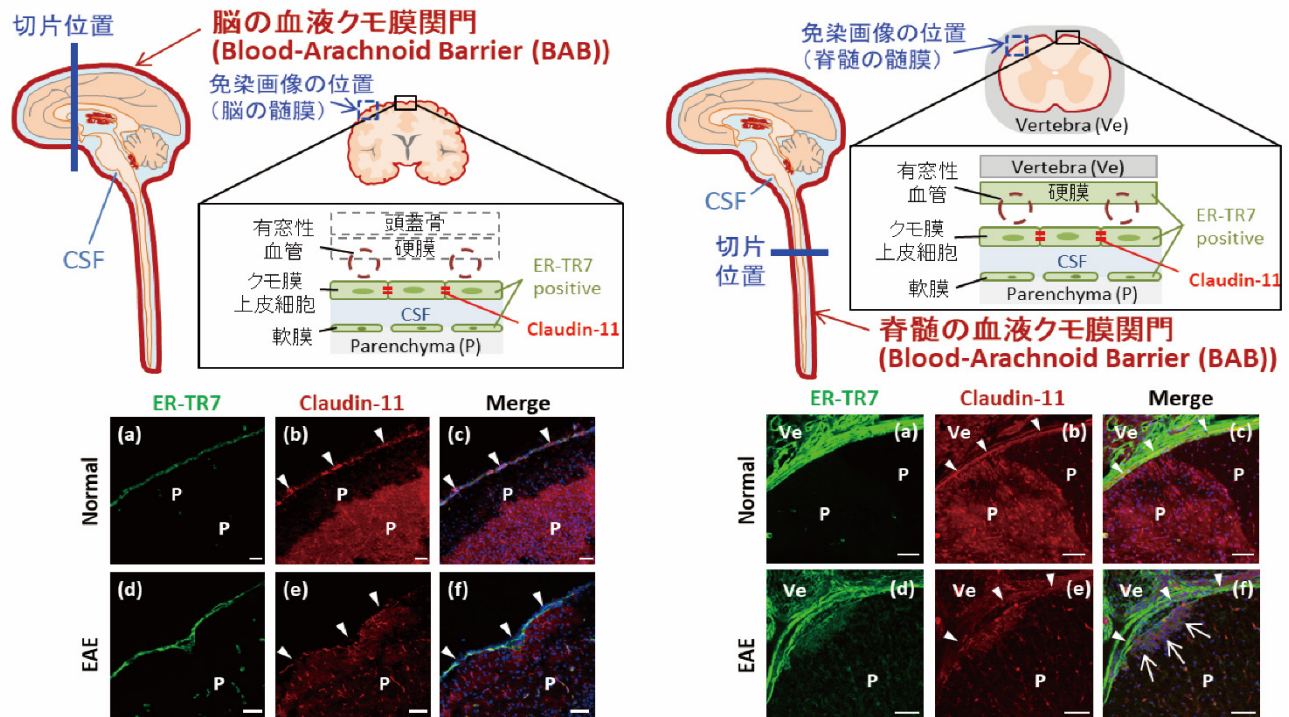 切片位置
脳の血液クモ膜関門
(Blood-Arachnoid Barrier (BAB))
免染画像の位置
(脳の髄膜)
CSF
頭蓋骨
有窓性
血管
硬膜
クモ膜
上皮細胞
ER-TR7
positive
CSF
Claudin-11
軟膜
Parenchyma (P)
ER-TR7
Claudin-11
Merge
Normal
(a)
P
P
(b)
P
P
(c)
P
P
EAE
(d)
P
(e)
P
(f)
P
免染画像の位置
(脊髄の髄膜)
Vertebra (Ve)
CSF
切片
位置
Vertebra (Ve)
有窓性
血管
硬膜
クモ膜
上皮細胞
ER-TR7
positive
CSF
Claudin-11
軟膜
Parenchyma (P)
脊髄の血液クモ膜関門
(Blood-Arachnoid Barrier (BAB))
ER-TR7
Claudin-11
Merge
Normal
Ve
(a)
P
P
Ve
(b)
P
P
Ve
(c)
P
P
EAE
Ve
(d)
P
Ve
(e)
P
Ve
(f)
P